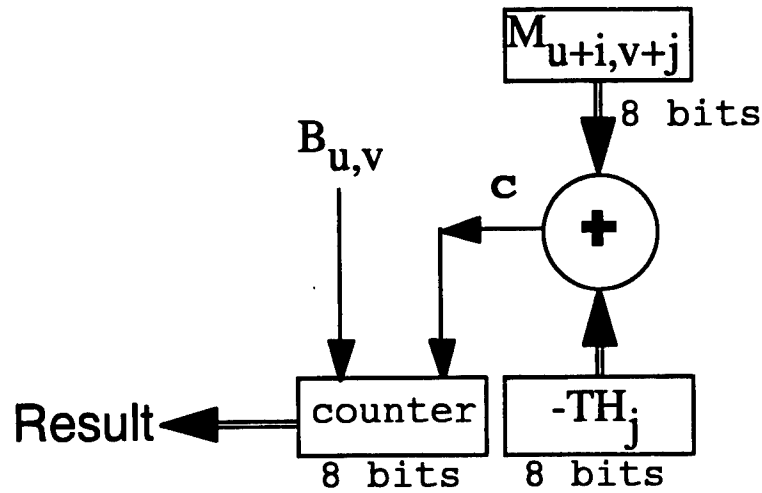 M_{u+i,v+j}
8 bits
B_{u,v}
C
+
Result
counter
-TH_j
8 bits
8 bits